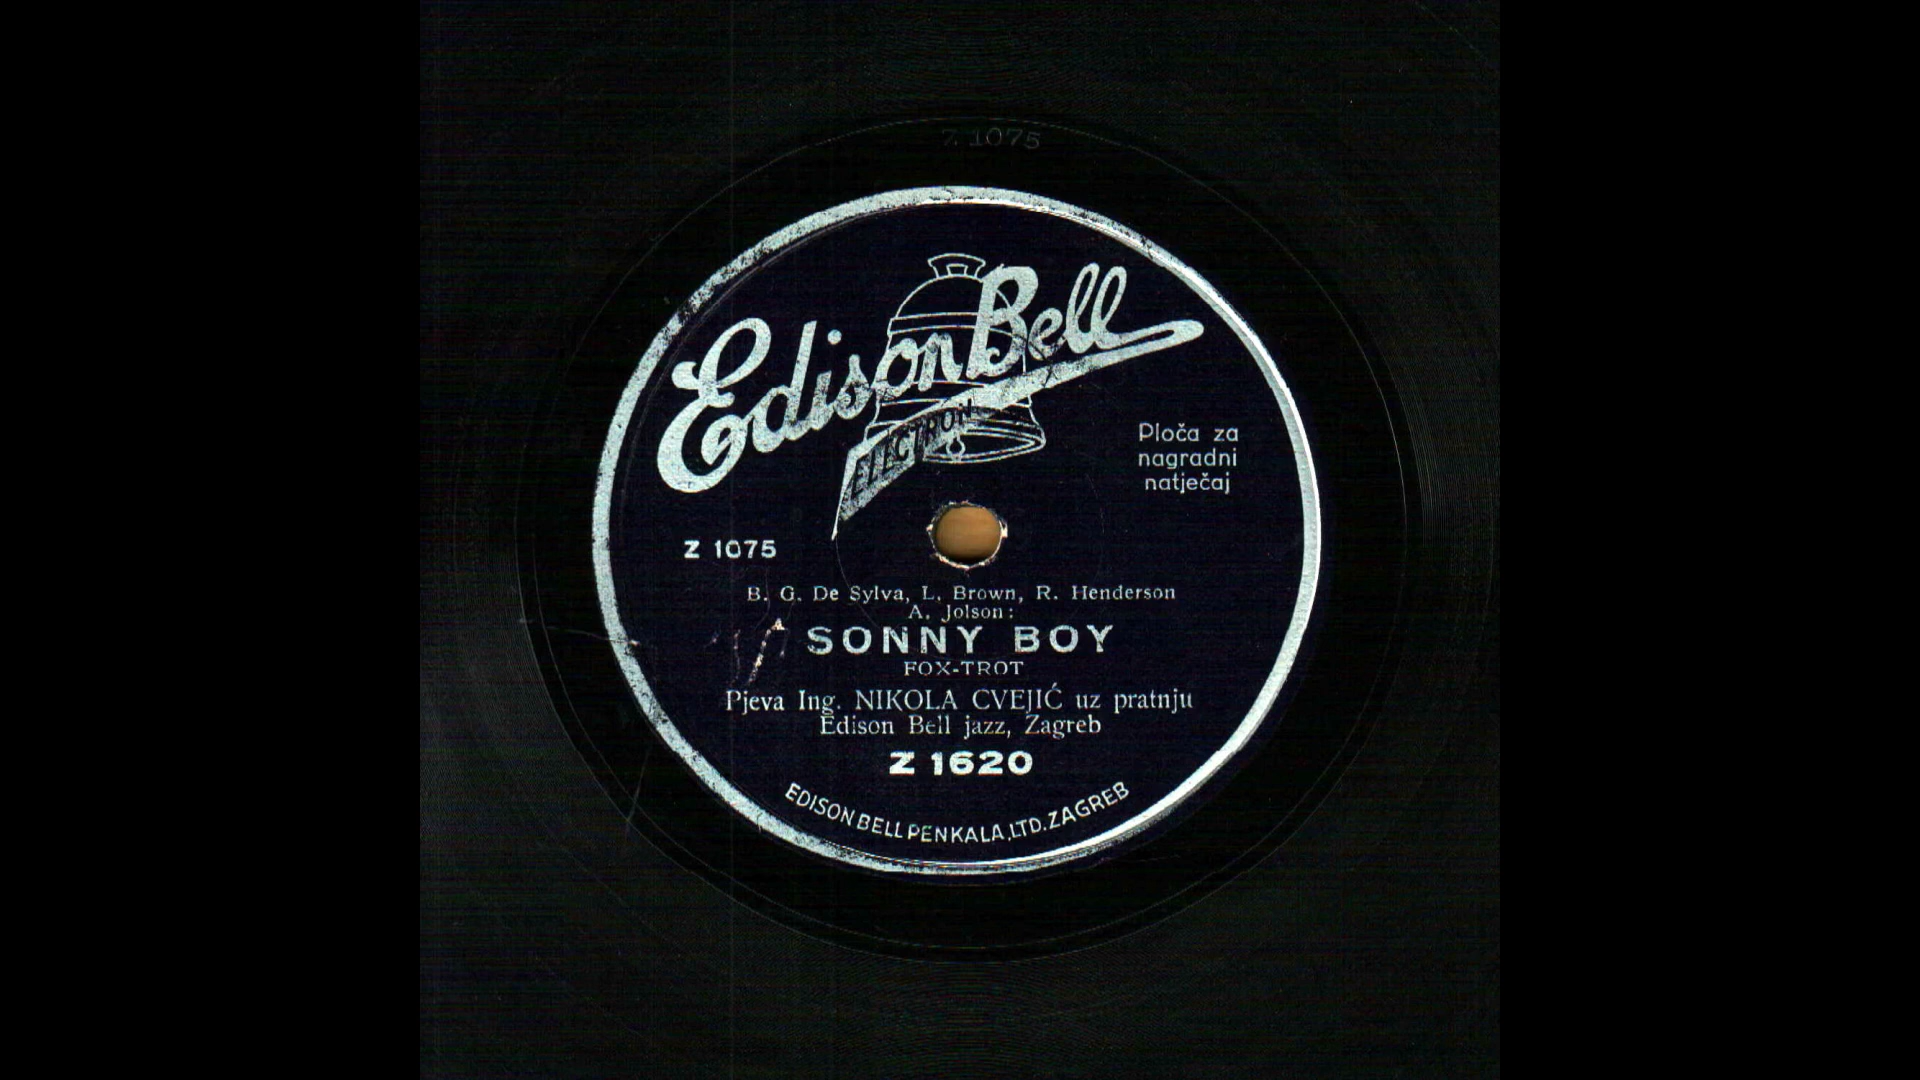 Z 1075
Edison Bell
ELECTRON
Ploča za
nagradni
natječaj
Z 1075
B. G. De Sylva, L. Brown, R. Henderson
A. Jolson:
SONNY BOY
FOX-TROT
Pjeva Ing. NIKOLA CVEJIĆ uz pratnju
Edison Bell jazz, Zagreb
Z 1620
EDISON BELL PENKALA, LTD. ZAGREB